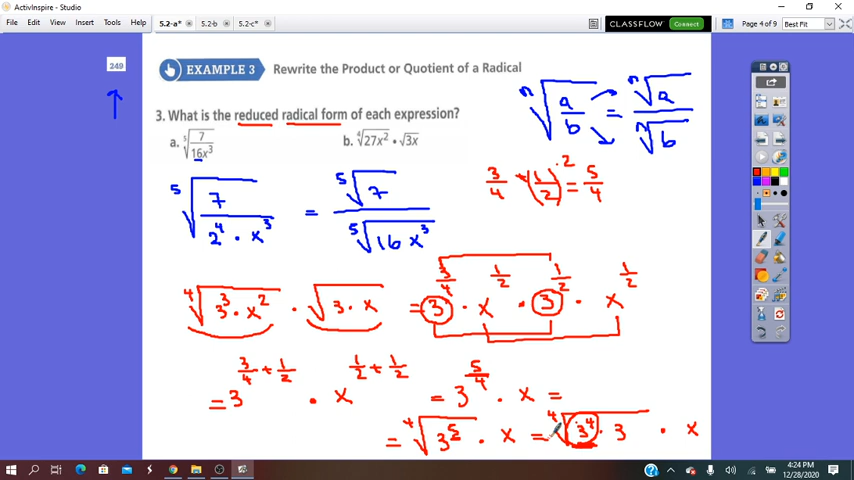 ActivInspire - Studio
File Edit View Insert Tools Help
5.2-a* 5.2-b 5.2-c* CLASSFLOW Connect Page 4 of 9 Best Fit
249
EXAMPLE 3 Rewrite the Product or Quotient of a Radical
3. What is the reduced radical form of each expression?
a. ⁵√(7/(16x³)) b. ⁴√(27x²) • √(3x)
ⁿ√(a/b) = ⁿ√a / ⁿ√b
3/4 + (1/2)·² = 5/4
⁵√(7/(2⁴ · x³)) = ⁵√7 / ⁵√(16x³)
⁴√(3³ · x²) · √(3 · x) = 3^(3/4) · x^(1/2) · 3^(1/2) · x^(1/2)
= 3^(3/4 + 1/2) · x^(1/2 + 1/2) = 3^(5/4) · x =
= ⁴√(3⁵) · x = ⁴√(3⁴ · 3) · x
4:24 PM
12/28/2020